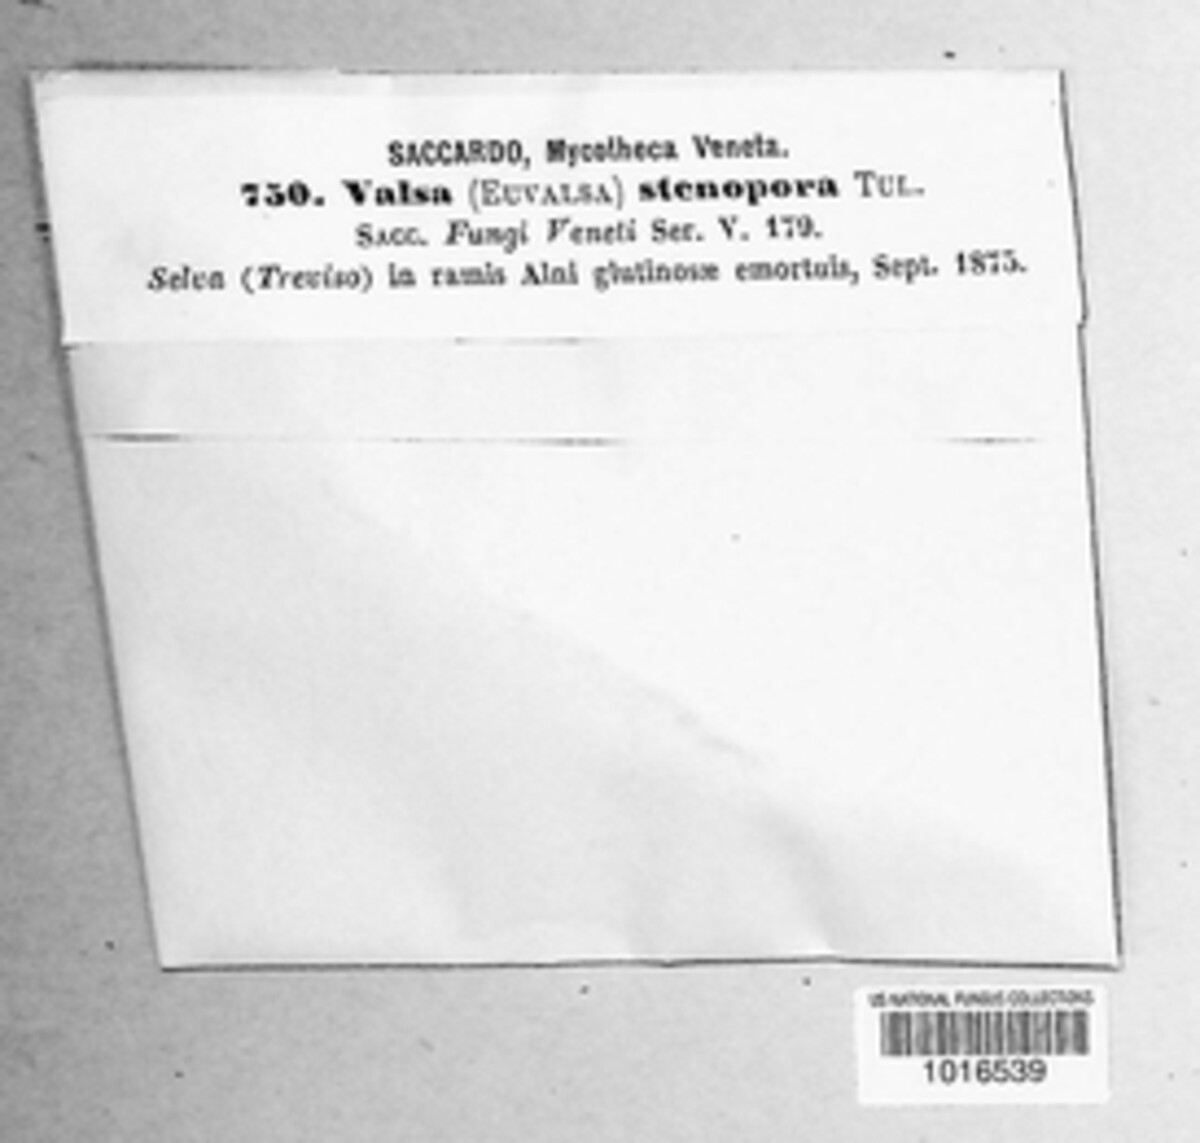 SACCARDO, Mycotheca Veneta.
750. Valsa (EUVALSA) stenopora TUL.
SACC. Fungi Veneti Ser. V. 179.
Selva (Treviso) in ramis Alni glutinosæ emortuis, Sept. 1875.
US NATIONAL FUNGUS COLLECTIONS
1016539